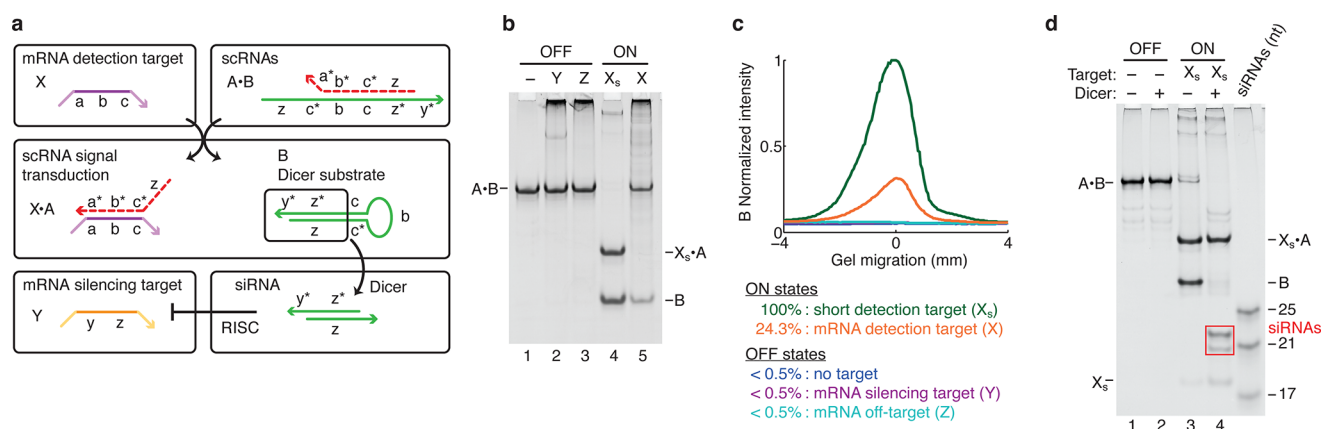 a
mRNA detection target
X
a b c
scRNAs
A•B
a* b* c* z
z c* b c z* y*
scRNA signal
transduction
z
a* b* c*
X•A
a b c
B
Dicer substrate
y* z* c
b
z c*
mRNA silencing target
Y
y z
siRNA
Dicer
y* z*
z
RISC
b
OFF ON
– Y Z Xs X
A•B
Xs•A
B
1 2 3 4 5
c
B Normalized intensity
1
0.5
0
−4 0 4
Gel migration (mm)
ON states
100% : short detection target (Xs)
24.3% : mRNA detection target (X)
OFF states
< 0.5% : no target
< 0.5% : mRNA silencing target (Y)
< 0.5% : mRNA off-target (Z)
d
OFF ON
siRNAs (nt)
Target: – – Xs Xs
Dicer: – + – +
A•B
Xs•A
B
25
siRNAs
21
Xs
17
1 2 3 4